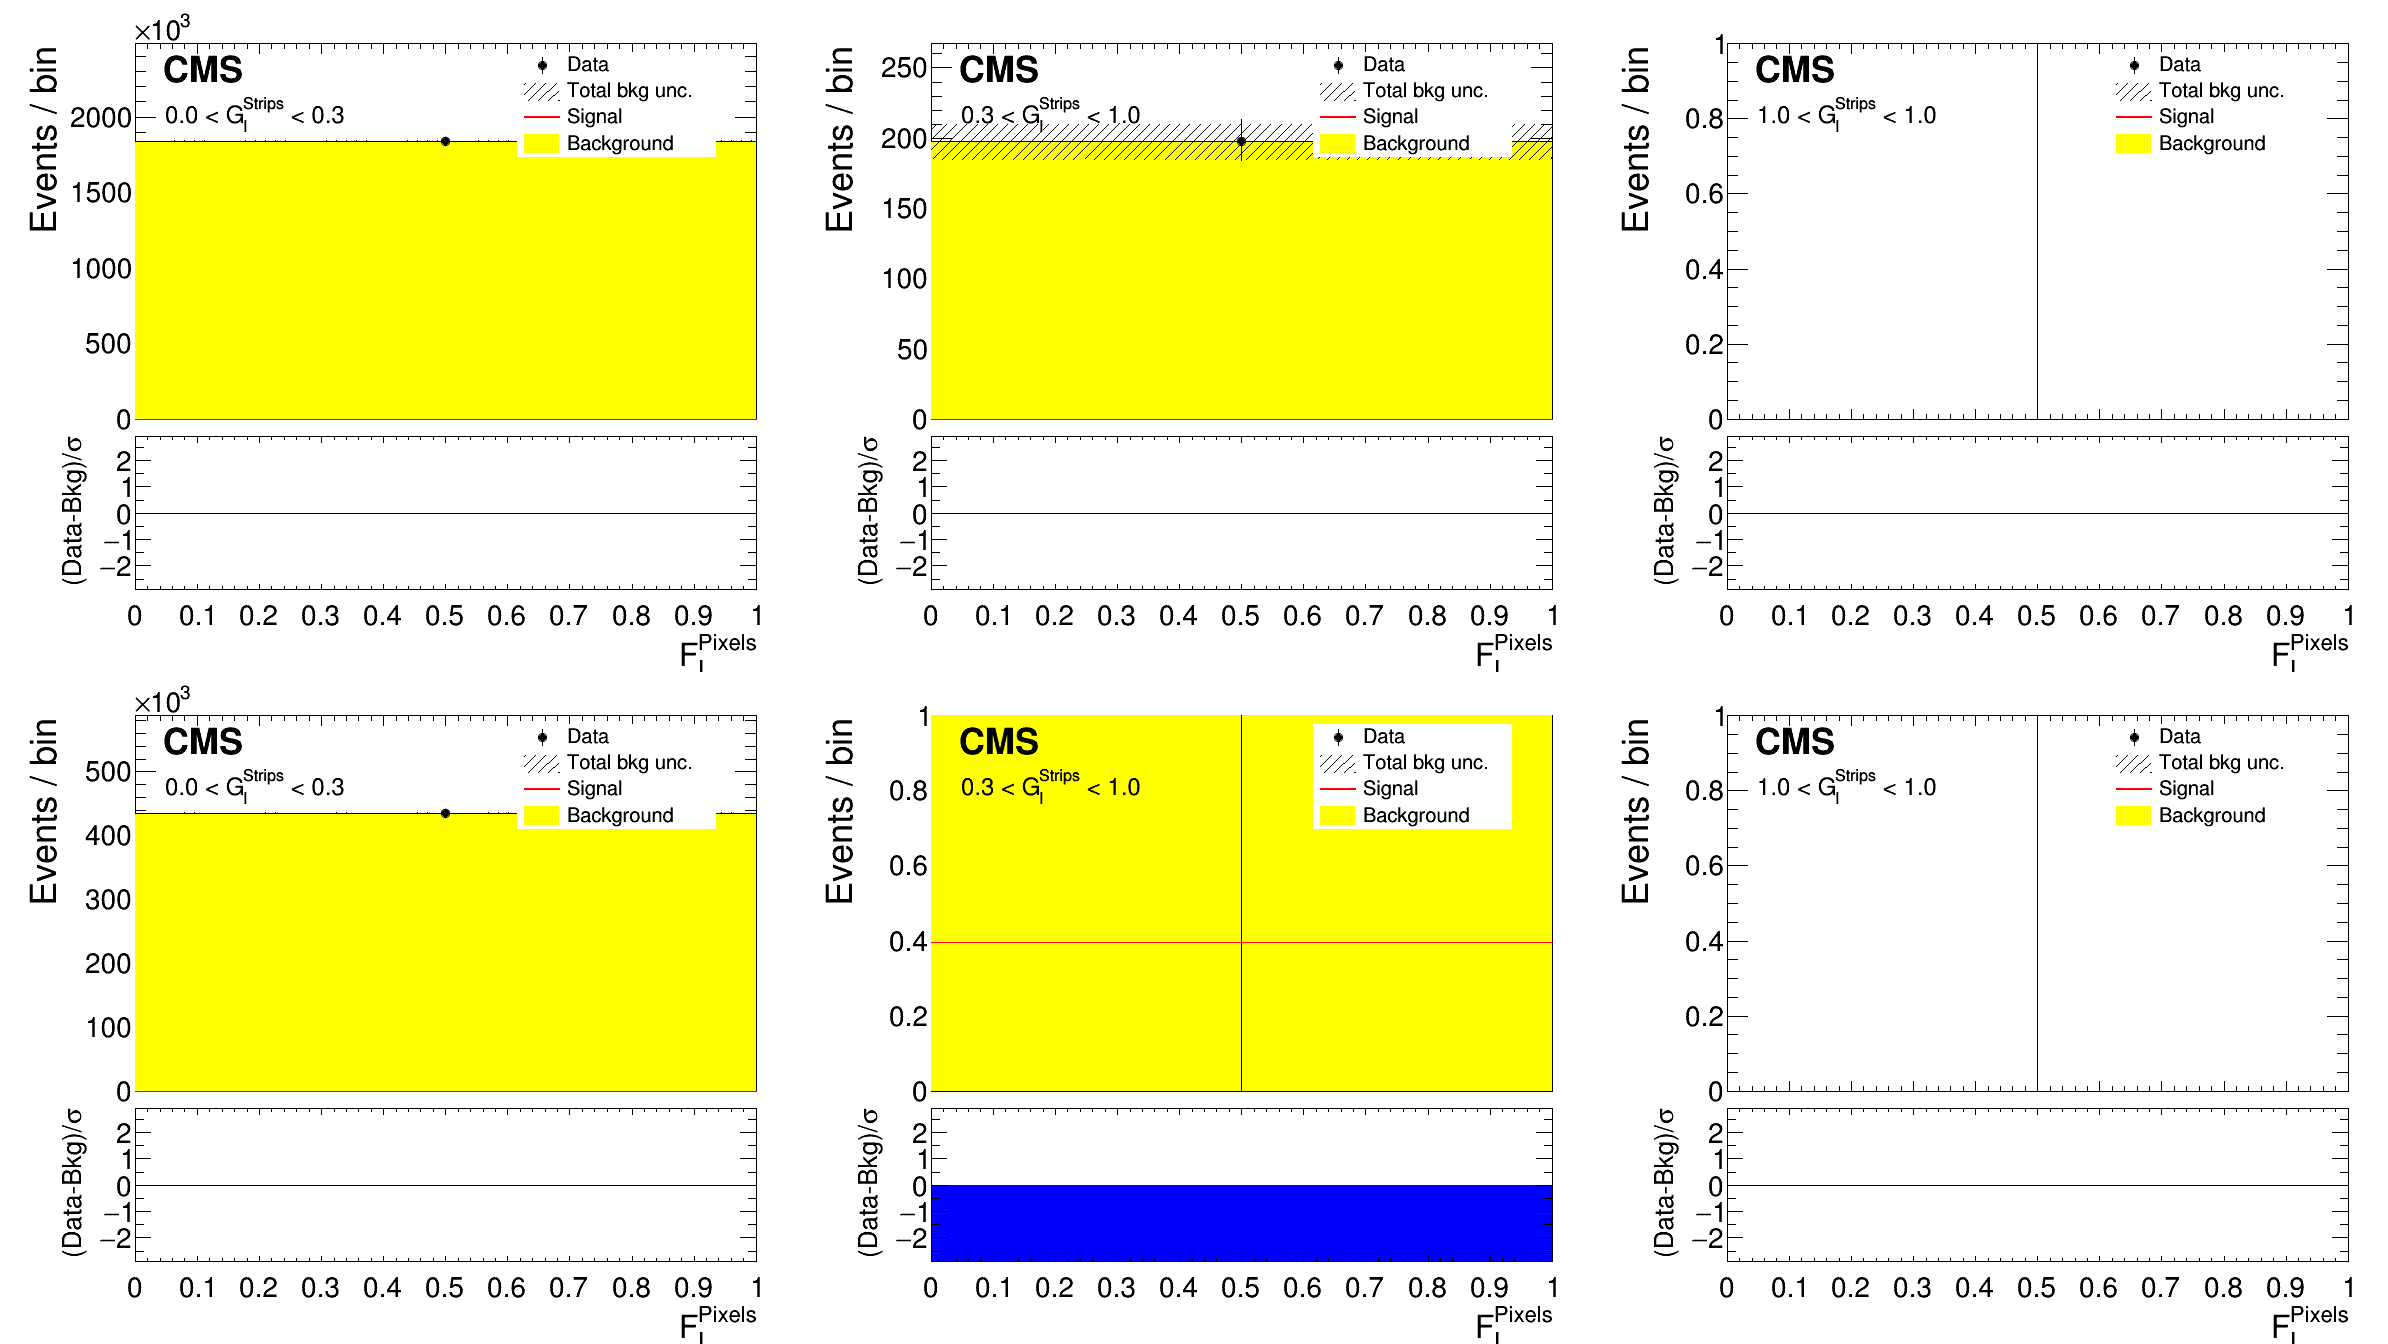 ×10³
Events / bin
CMS
0.0 < G_I^Strips < 0.3
Data
Total bkg unc.
Signal
Background
2000
1500
1000
500
0
(Data-Bkg)/σ
2
1
0
−1
−2
0 0.1 0.2 0.3 0.4 0.5 0.6 0.7 0.8 0.9 1
F_I^Pixels
Events / bin
CMS
0.3 < G_I^Strips < 1.0
Data
Total bkg unc.
Signal
Background
250
200
150
100
50
0
(Data-Bkg)/σ
2
1
0
−1
−2
0 0.1 0.2 0.3 0.4 0.5 0.6 0.7 0.8 0.9 1
F_I^Pixels
Events / bin
CMS
1.0 < G_I^Strips < 1.0
Data
Total bkg unc.
Signal
Background
1
0.8
0.6
0.4
0.2
0
(Data-Bkg)/σ
2
1
0
−1
−2
0 0.1 0.2 0.3 0.4 0.5 0.6 0.7 0.8 0.9 1
F_I^Pixels
×10³
Events / bin
CMS
0.0 < G_I^Strips < 0.3
Data
Total bkg unc.
Signal
Background
500
400
300
200
100
0
(Data-Bkg)/σ
2
1
0
−1
−2
0 0.1 0.2 0.3 0.4 0.5 0.6 0.7 0.8 0.9 1
F_I^Pixels
Events / bin
CMS
0.3 < G_I^Strips < 1.0
Data
Total bkg unc.
Signal
Background
1
0.8
0.6
0.4
0.2
0
(Data-Bkg)/σ
2
1
0
−1
−2
0 0.1 0.2 0.3 0.4 0.5 0.6 0.7 0.8 0.9 1
F_I^Pixels
Events / bin
CMS
1.0 < G_I^Strips < 1.0
Data
Total bkg unc.
Signal
Background
1
0.8
0.6
0.4
0.2
0
(Data-Bkg)/σ
2
1
0
−1
−2
0 0.1 0.2 0.3 0.4 0.5 0.6 0.7 0.8 0.9 1
F_I^Pixels